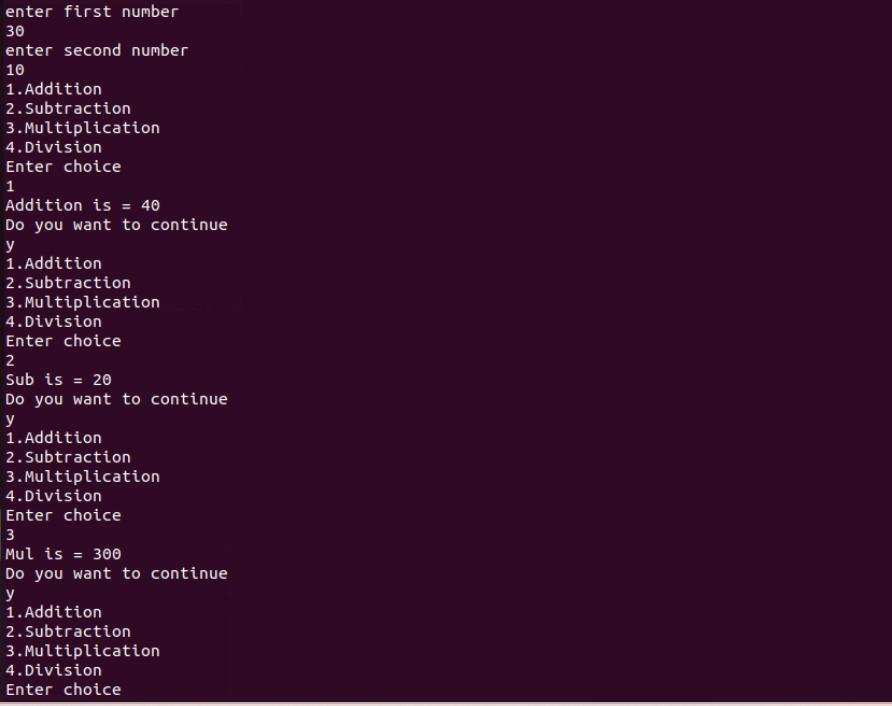 enter first number
30
enter second number
10
1.Addition
2.Subtraction
3.Multiplication
4.Division
Enter choice
1
Addition is = 40
Do you want to continue
y
1.Addition
2.Subtraction
3.Multiplication
4.Division
Enter choice
2
Sub is = 20
Do you want to continue
y
1.Addition
2.Subtraction
3.Multiplication
4.Division
Enter choice
3
Mul is = 300
Do you want to continue
y
1.Addition
2.Subtraction
3.Multiplication
4.Division
Enter choice